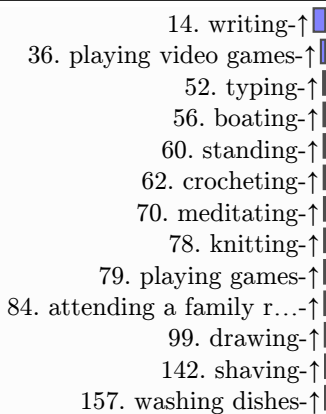 14. writing-↑
36. playing video games-↑
52. typing-↑
56. boating-↑
60. standing-↑
62. crocheting-↑
70. meditating-↑
78. knitting-↑
79. playing games-↑
84. attending a family r...-↑
99. drawing-↑
142. shaving-↑
157. washing dishes-↑